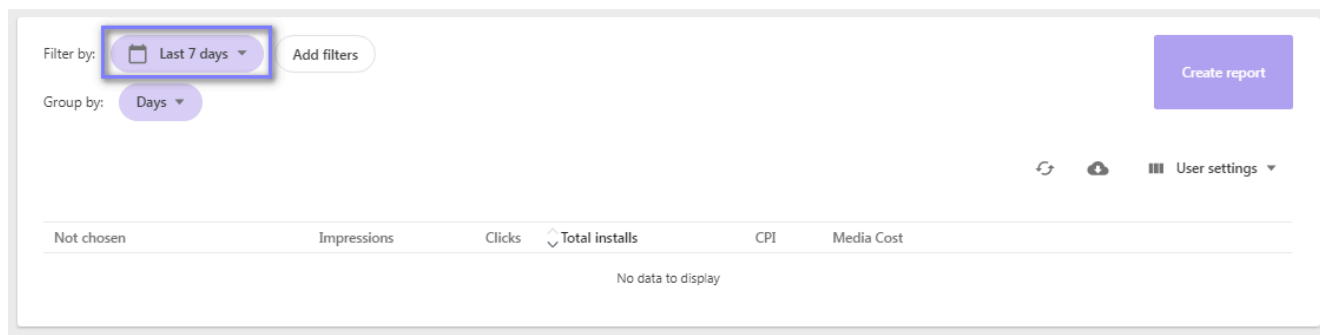 Filter by: Last 7 days Add filters
Create report
Group by: Days
User settings
Not chosen Impressions Clicks Total installs CPI Media Cost
No data to display